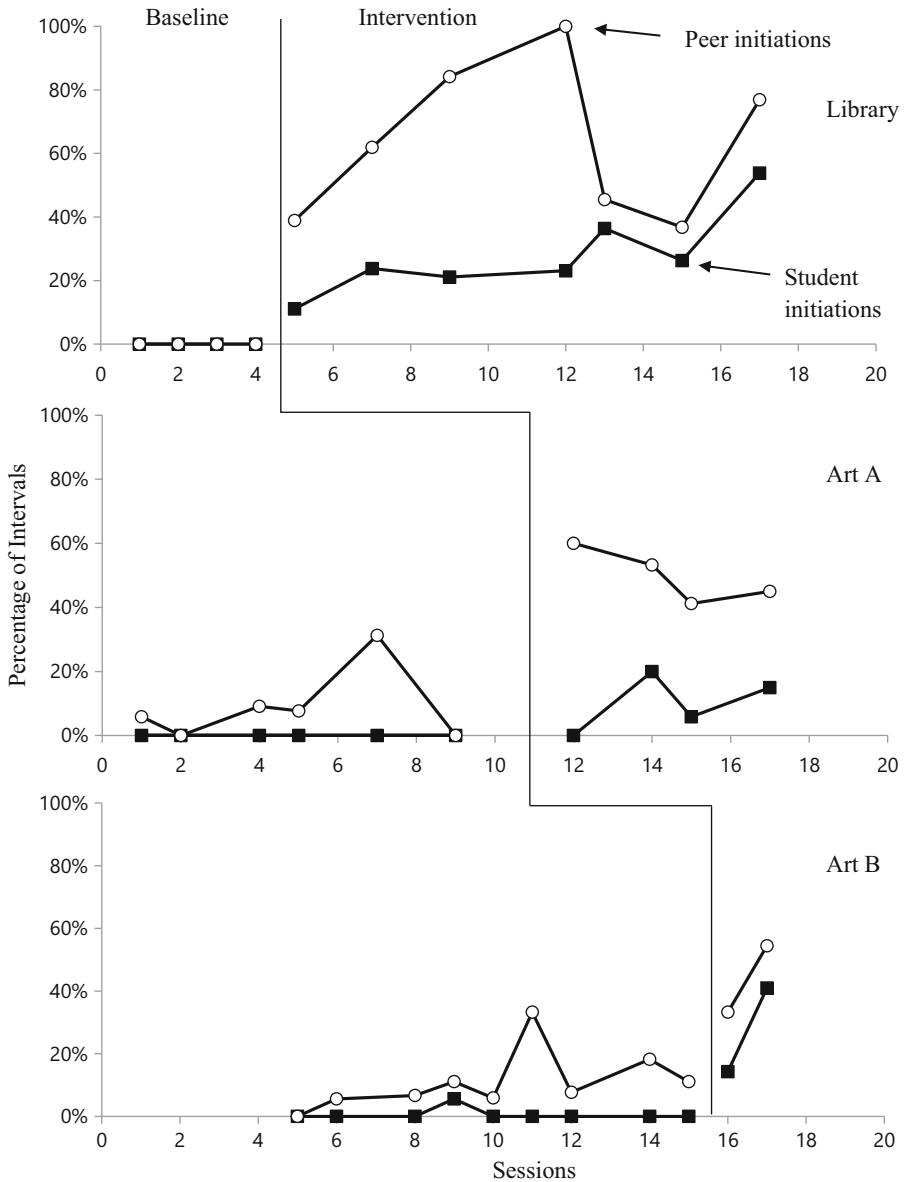 Baseline
Intervention
100%
Peer initiations
80%
Library
60%
40%
20%
Student
initiations
0%
0 2 4 6 8 10 12 14 16 18 20
100%
80%
Art A
60%
40%
20%
0%
0 2 4 6 8 10 12 14 16 18 20
Percentage of Intervals
100%
80%
Art B
60%
40%
20%
0%
0 2 4 6 8 10 12 14 16 18 20
Sessions